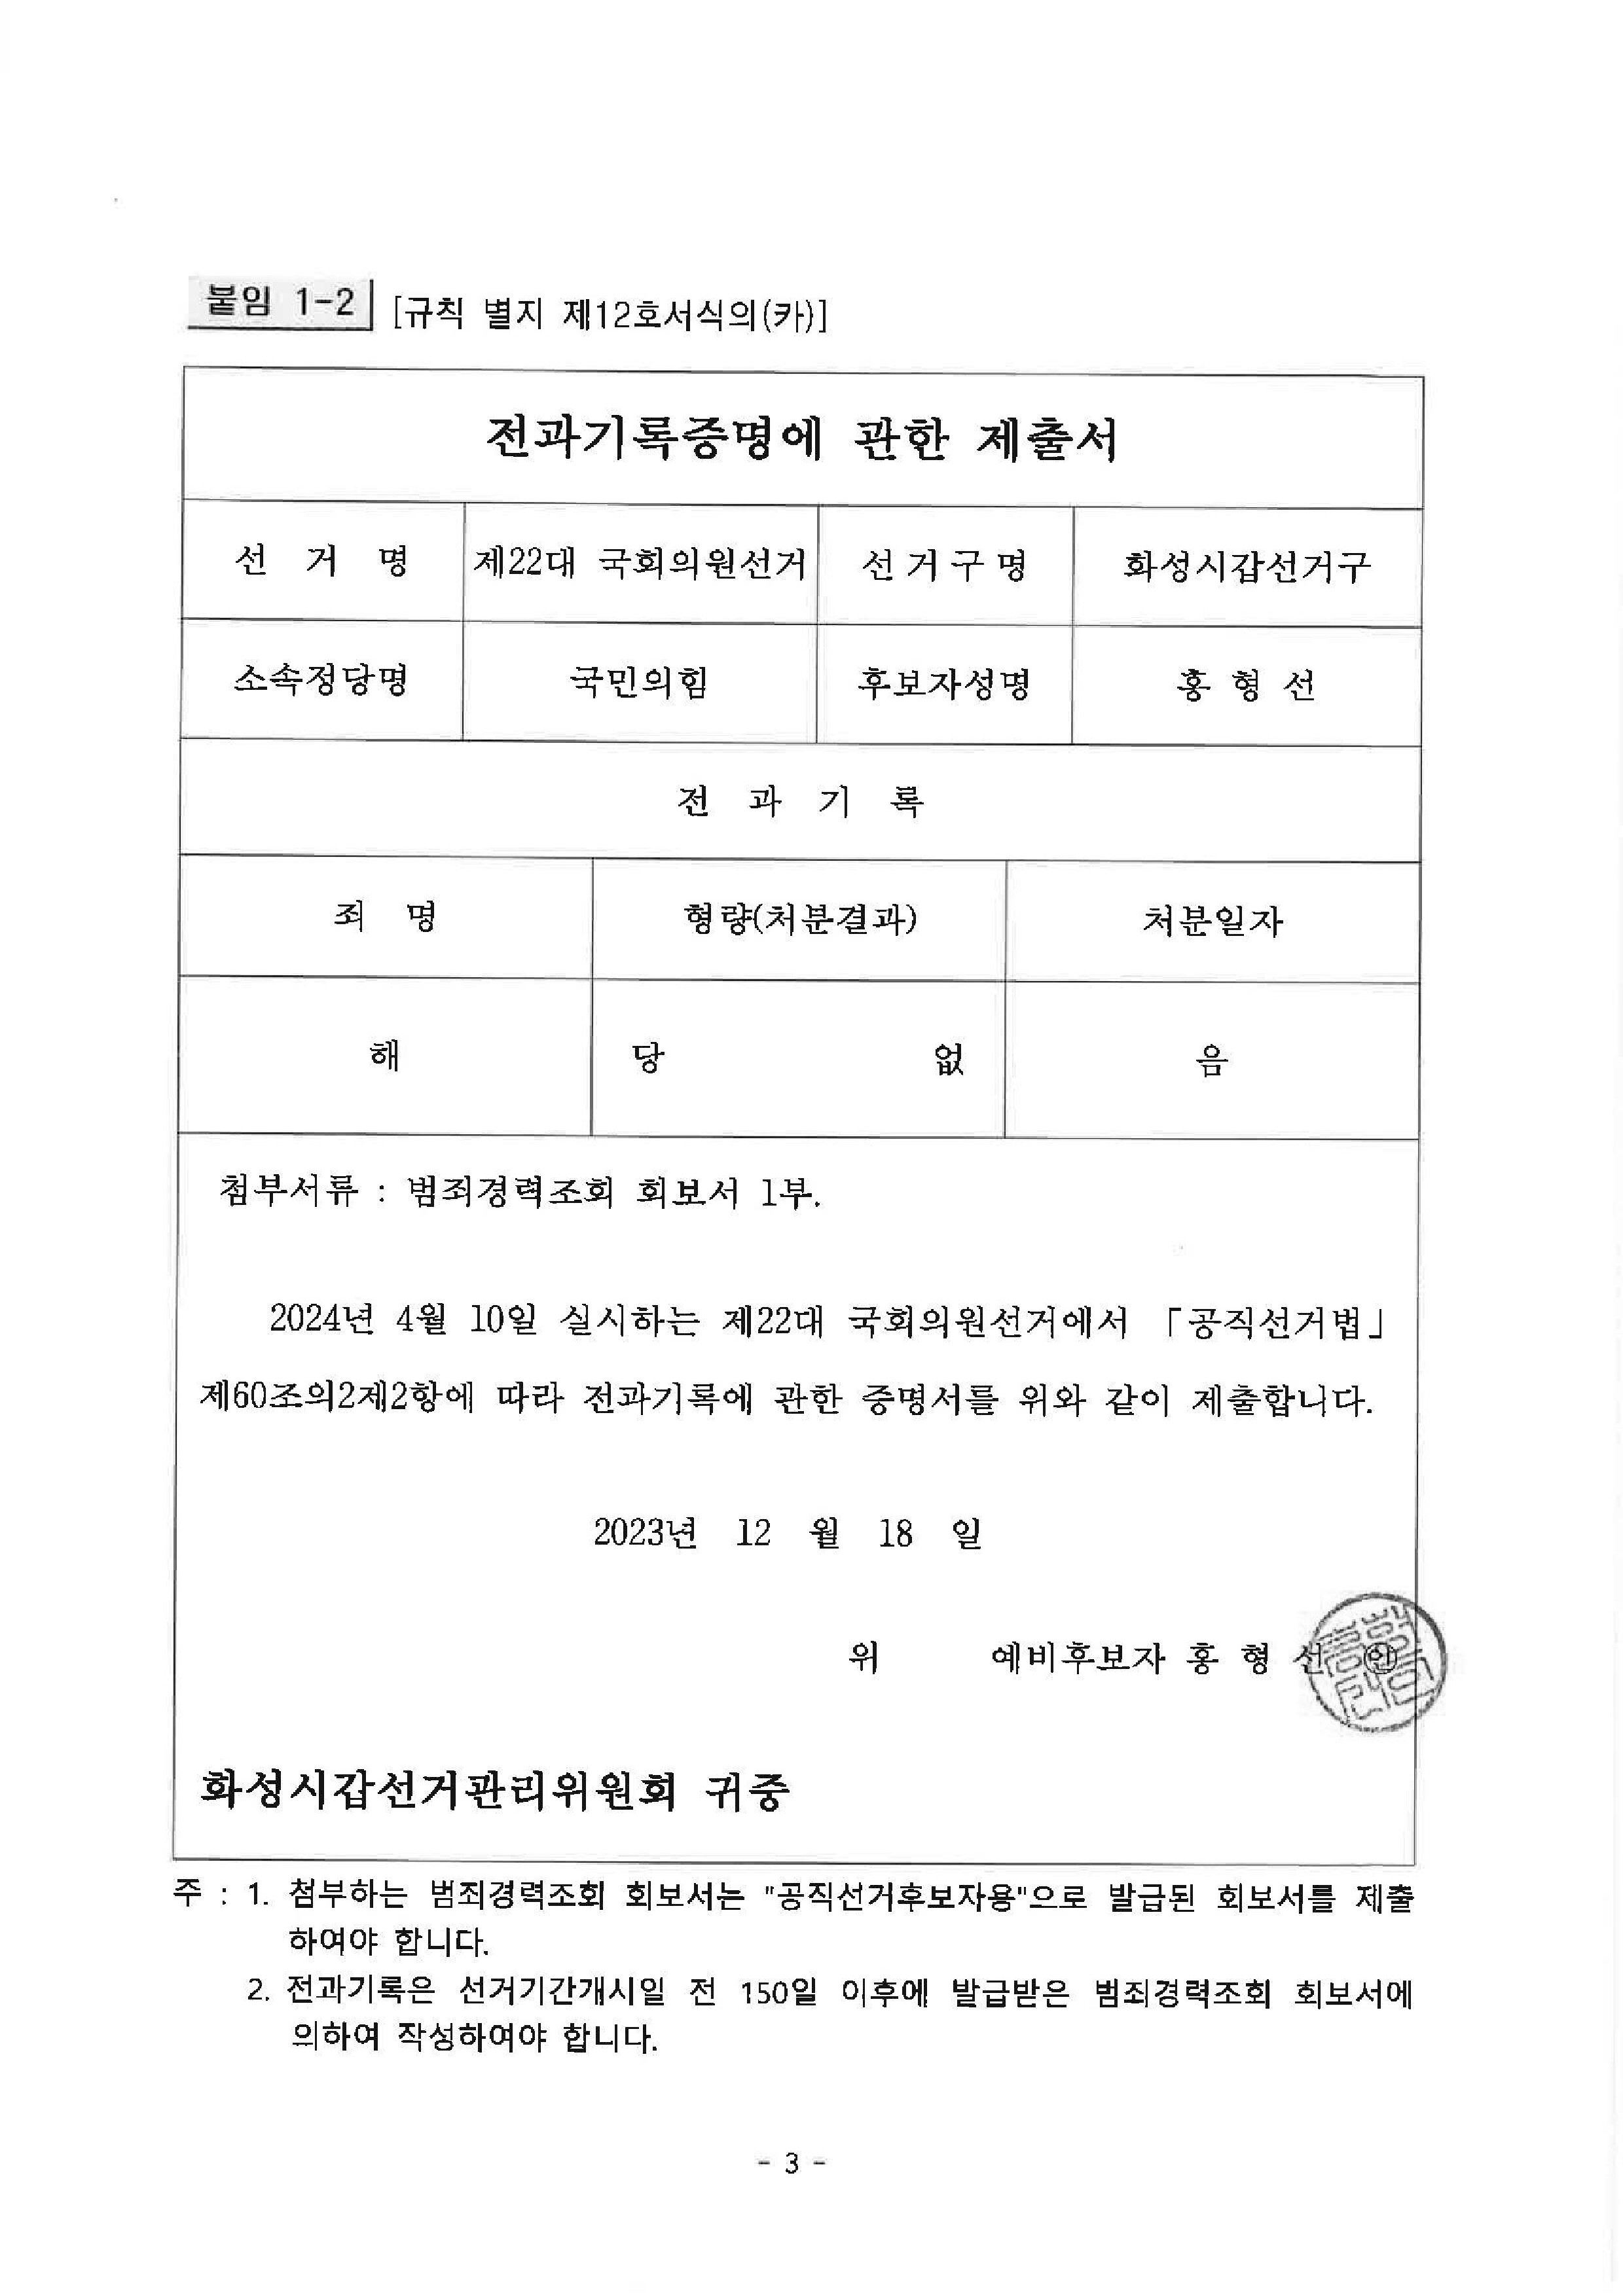 붙임 1-2 [규칙 별지 제12호서식의(카)]
전과기록증명에 관한 제출서
선 거 명 제22대 국회의원선거 선 거 구 명 화성시갑선거구
소속정당명 국민의힘 후보자성명 홍 형 선
전 과 기 록
죄 명 형량(처분결과) 처분일자
해 당 없 음
첨부서류 : 범죄경력조회 회보서 1부.
2024년 4월 10일 실시하는 제22대 국회의원선거에서 「공직선거법」
제60조의2제2항에 따라 전과기록에 관한 증명서를 위와 같이 제출합니다.
2023년 12 월 18 일
위 예비후보자 홍 형 선 ㊞
화성시갑선거관리위원회 귀중
주 : 1. 첨부하는 범죄경력조회 회보서는 "공직선거후보자용"으로 발급된 회보서를 제출
하여야 합니다.
2. 전과기록은 선거기간개시일 전 150일 이후에 발급받은 범죄경력조회 회보서에
의하여 작성하여야 합니다.
- 3 -